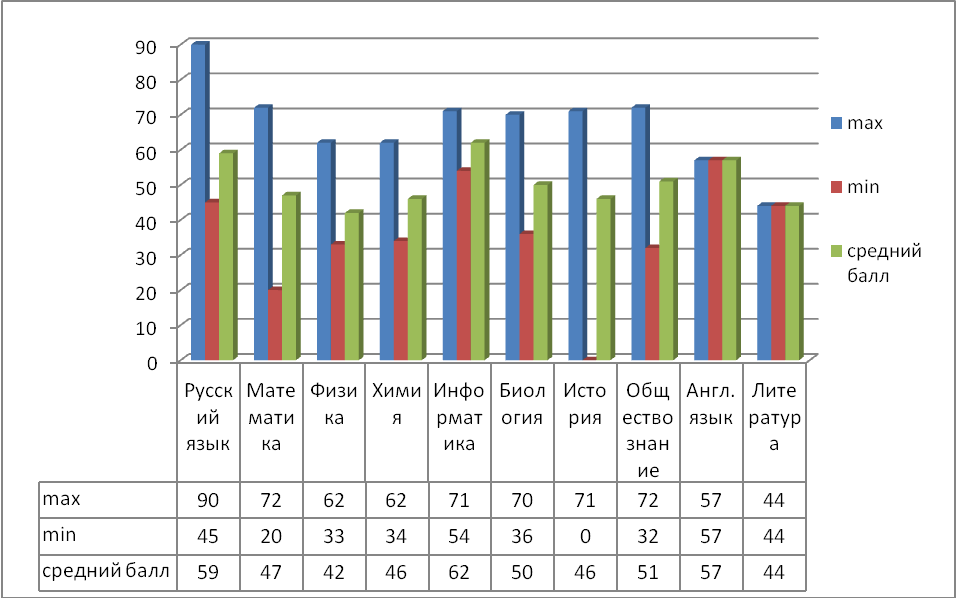 90
80
70
60
50
40
30
20
10
0
max
min
средний
балл
Русск
ий
язык
Мате
мати
ка
Физи
ка
Хими
я
Инфо
рмат
ика
Биол
огия
Исто
рия
Общ
ество
знан
ие
Англ.
язык
Лите
ратур
а
max 90 72 62 62 71 70 71 72 57 44
min 45 20 33 34 54 36 0 32 57 44
средний балл 59 47 42 46 62 50 46 51 57 44